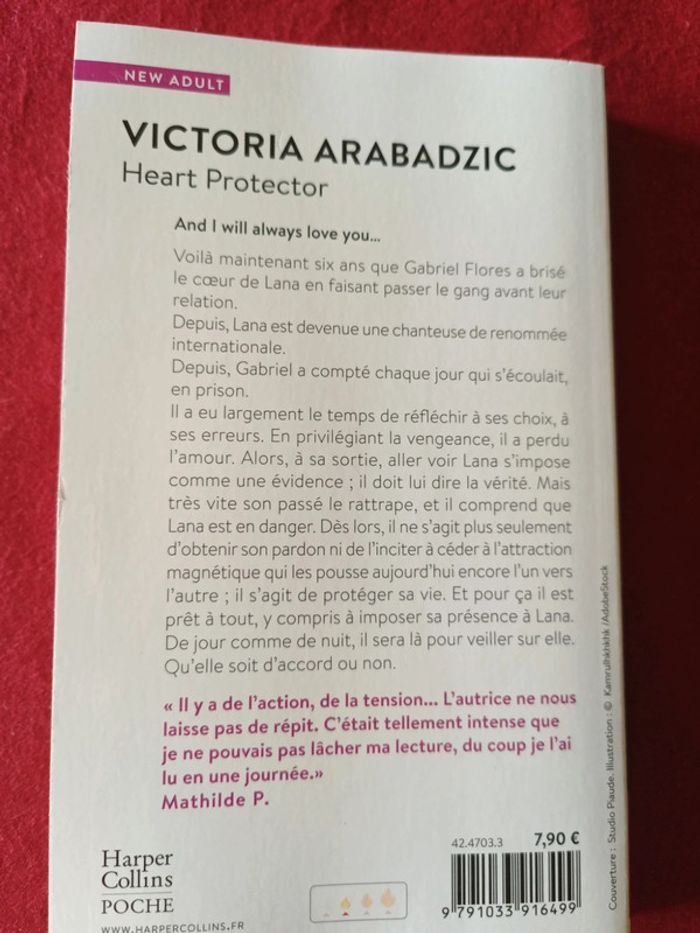 NEW ADULT
VICTORIA ARABADZIC
Heart Protector
And I will always love you...
Voilà maintenant six ans que Gabriel Flores a brisé
le cœur de Lana en faisant passer le gang avant leur
relation.
Depuis, Lana est devenue une chanteuse de renommée
internationale.
Depuis, Gabriel a compté chaque jour qui s'écoulait,
en prison.
Il a eu largement le temps de réfléchir à ses choix, à
ses erreurs. En privilégiant la vengeance, il a perdu
l'amour. Alors, à sa sortie, aller voir Lana s'impose
comme une évidence ; il doit lui dire la vérité. Mais
très vite son passé le rattrape, et il comprend que
Lana est en danger. Dès lors, il ne s'agit plus seulement
d'obtenir son pardon ni de l'inciter à céder à l'attraction
magnétique qui les pousse aujourd'hui encore l'un vers
l'autre ; il s'agit de protéger sa vie. Et pour ça il est
prêt à tout, y compris à imposer sa présence à Lana.
De jour comme de nuit, il sera là pour veiller sur elle.
Qu'elle soit d'accord ou non.
« Il y a de l'action, de la tension... L'autrice ne nous
laisse pas de répit. C'était tellement intense que
je ne pouvais pas lâcher ma lecture, du coup je l'ai
lu en une journée.»
Mathilde P.
Harper
Collins
POCHE
WWW.HARPERCOLLINS.FR
42.4703.3
7,90 €
9 791033 916499
Couverture : Studio Piaude. Illustration : © Kamrulhkhkhk /AdobeStock